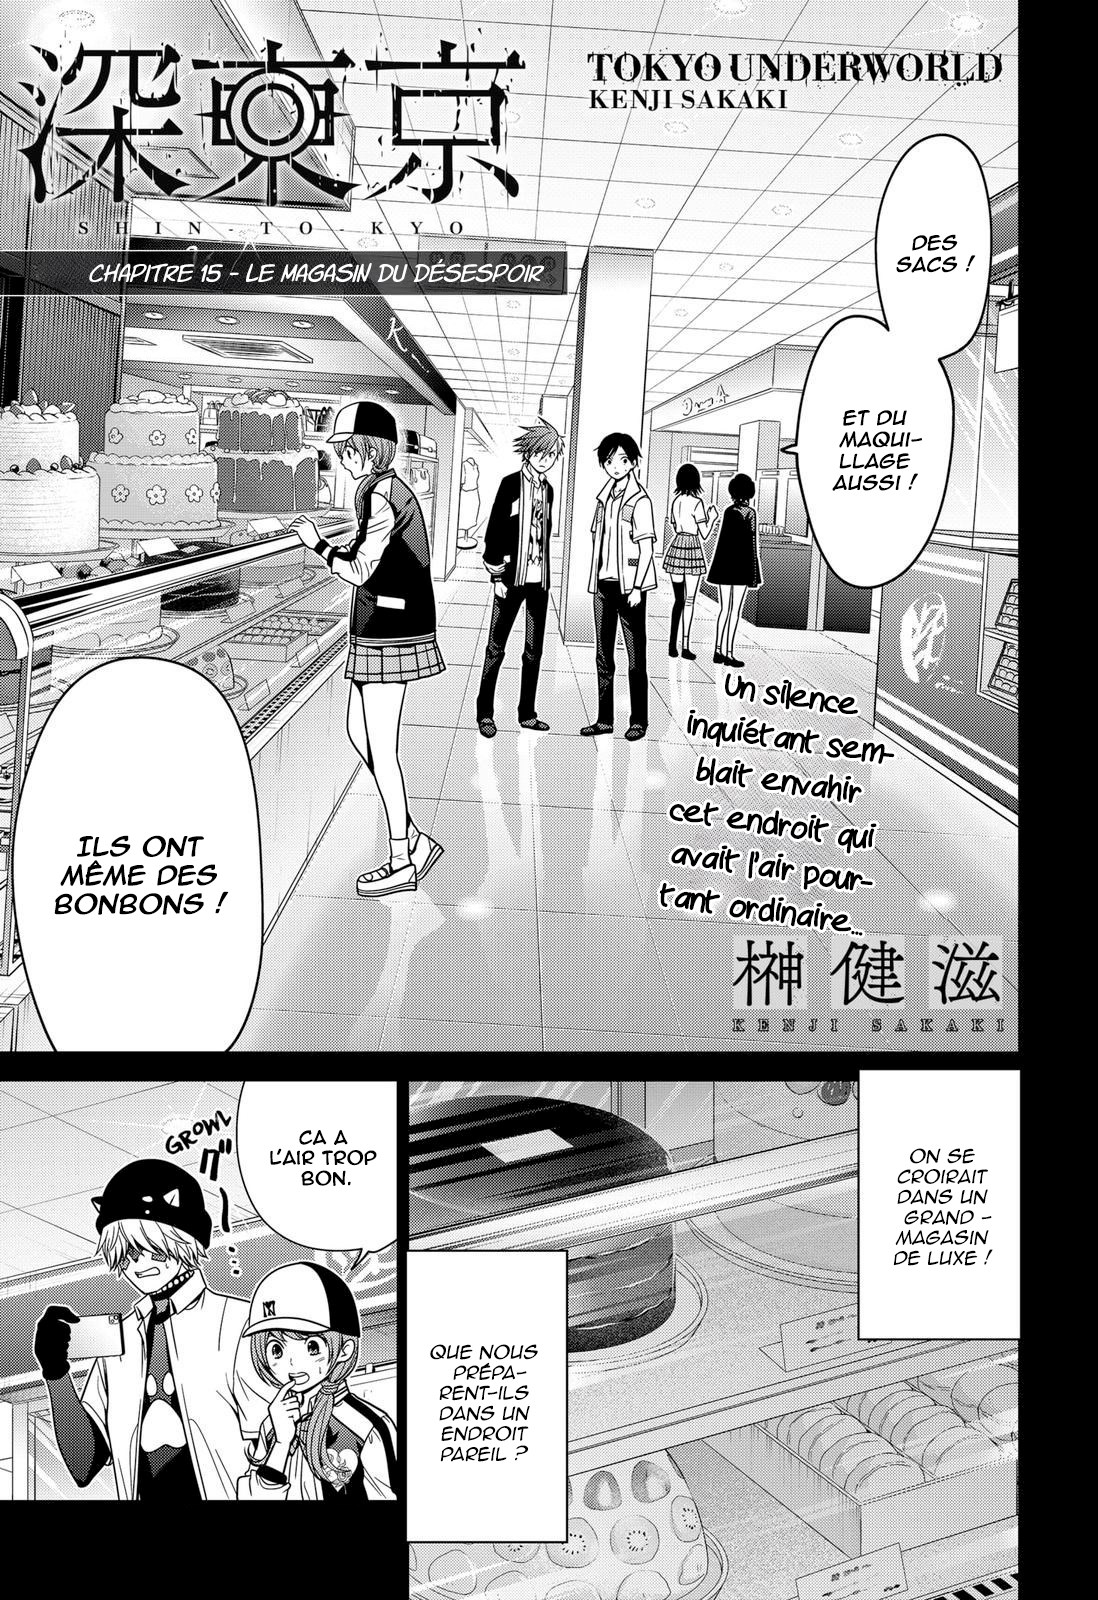 深東京
SHIN-TO-KYO
TOKYO UNDERWORLD
KENJI SAKAKI
CHAPITRE 15 - LE MAGASIN DU DÉSESPOIR
DES
SACS !
ET DU
MAQUI-
LLAGE
AUSSI !
Un silence
inquiétant sem-
blait envahir
cet endroit qui
avait l'air pour-
tant ordinaire...
ILS ONT
MÊME DES
BONBONS !
榊健滋
KENJI SAKAKI
ON SE
CROIRAIT
DANS UN
GRAND -
MAGASIN
DE LUXE !
CA A
L'AIR TROP
BON.
GROWL
グー…
QUE NOUS
PRÉPA-
RENT-ILS
DANS UN
ENDROIT
PAREIL ?